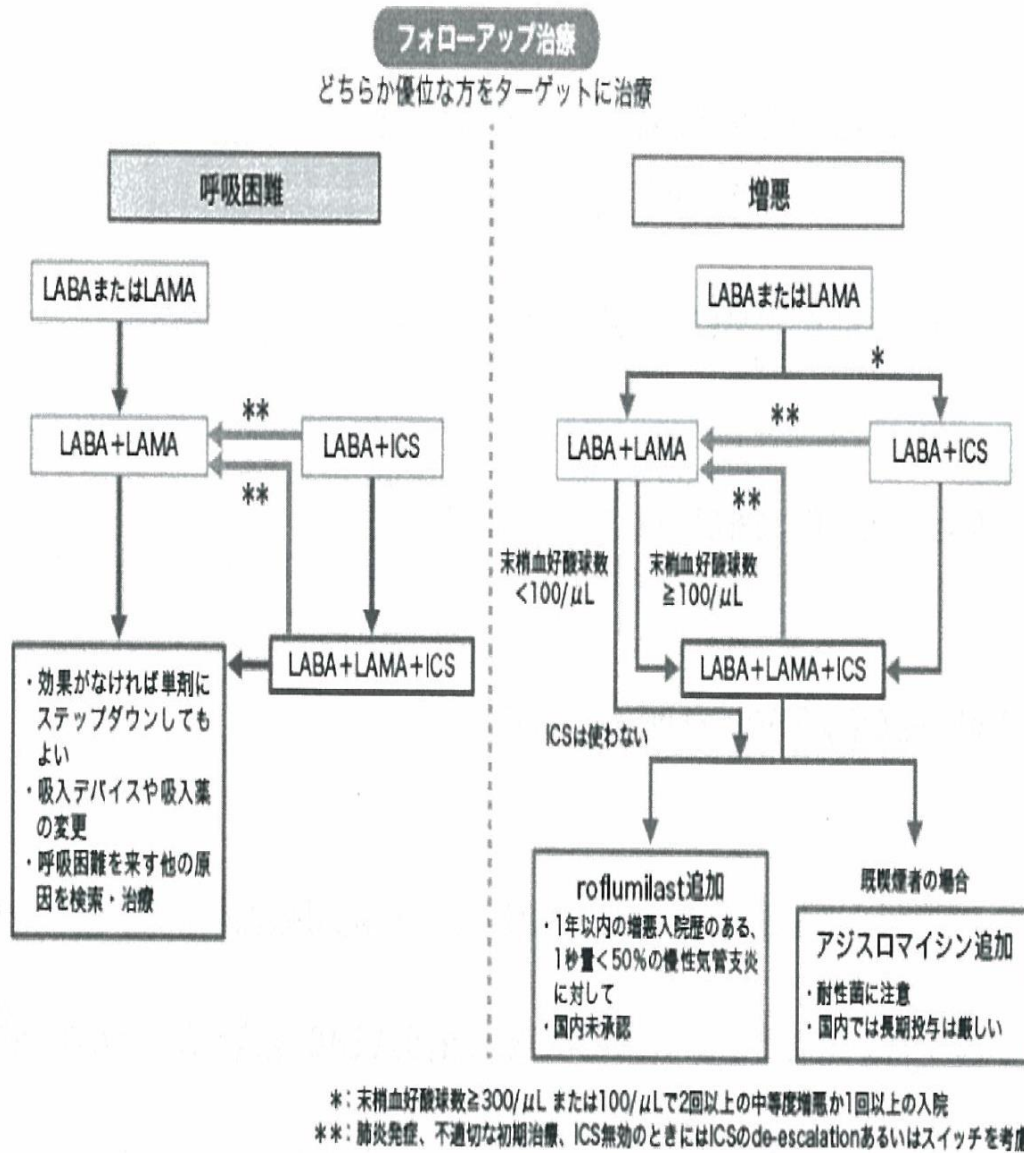 フォローアップ治療
どちらか優位な方をターゲットに治療
呼吸困難
LABAまたはLAMA
**
LABA+LAMA
LABA+ICS
**
LABA+LAMA+ICS
・効果がなければ単剤に
ステップダウンしても
よい
・吸入デバイスや吸入薬
の変更
・呼吸困難を来す他の原
因を検索・治療
増悪
LABAまたはLAMA
*
**
LABA+LAMA
LABA+ICS
**
末梢血好酸球数
<100/μL
末梢血好酸球数
≧100/μL
LABA+LAMA+ICS
ICSは使わない
roflumilast追加
・1年以内の増悪入院歴のある、
1秒量<50%の慢性気管支炎
に対して
・国内未承認
既喫煙者の場合
アジスロマイシン追加
・耐性菌に注意
・国内では長期投与は厳しい
*：末梢血好酸球数≧300/μL または100/μLで2回以上の中等度増悪か1回以上の入院
**：肺炎発症、不適切な初期治療、ICS無効のときにはICSのde-escalationあるいはスイッチを考慮